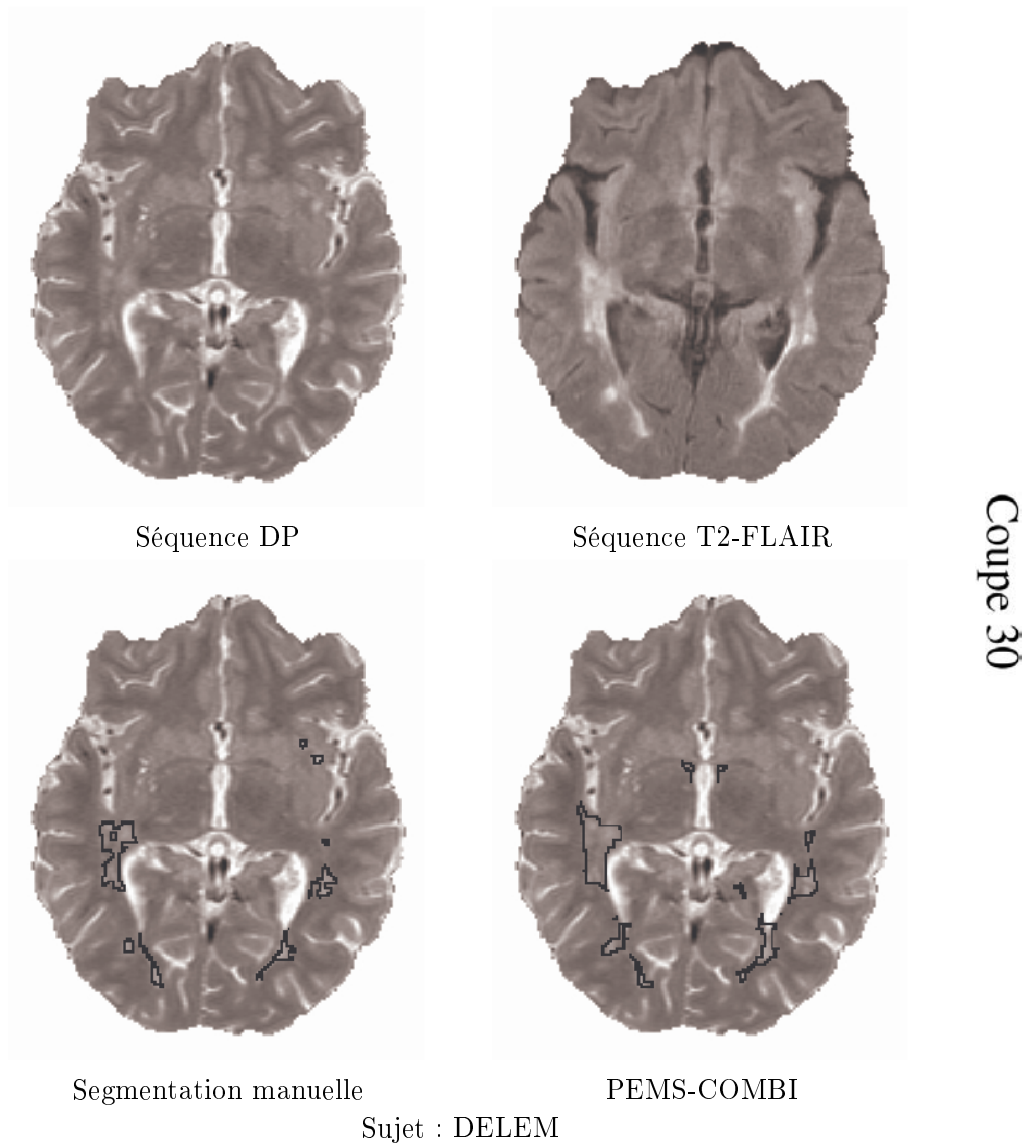 Séquence DP
Séquence T2-FLAIR
Coupe 30
Segmentation manuelle
PEMS-COMBI
Sujet : DELEM